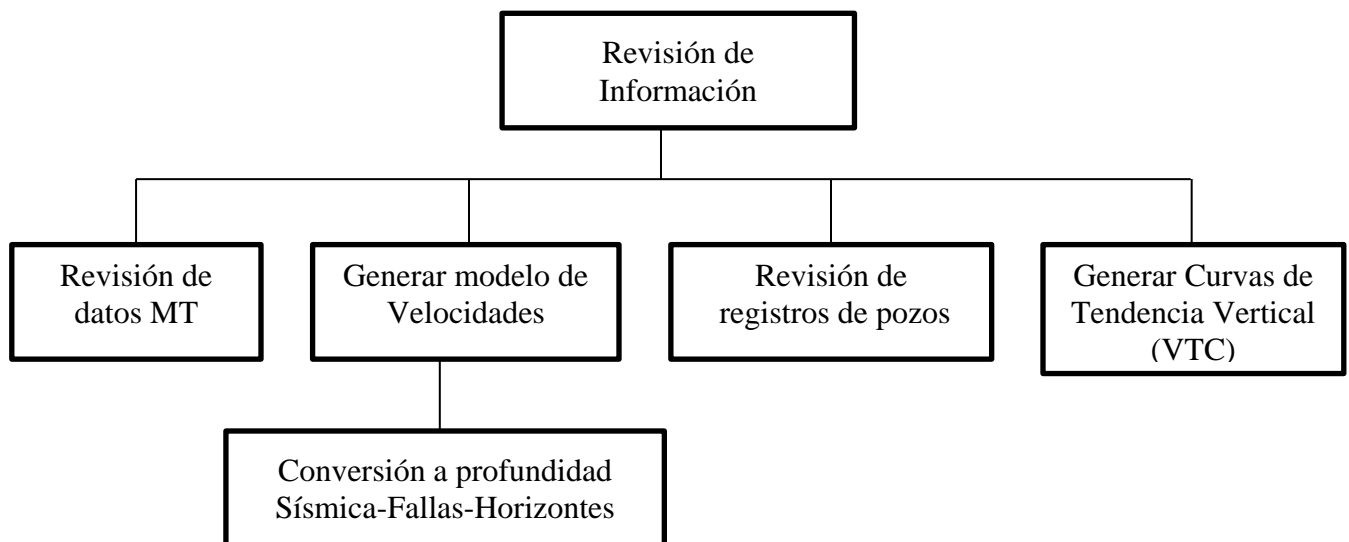 Revisión de
Información
Revisión de
datos MT
Generar modelo de
Velocidades
Revisión de
registros de pozos
Generar Curvas de
Tendencia Vertical
(VTC)
Conversión a profundidad
Sísmica-Fallas-Horizontes